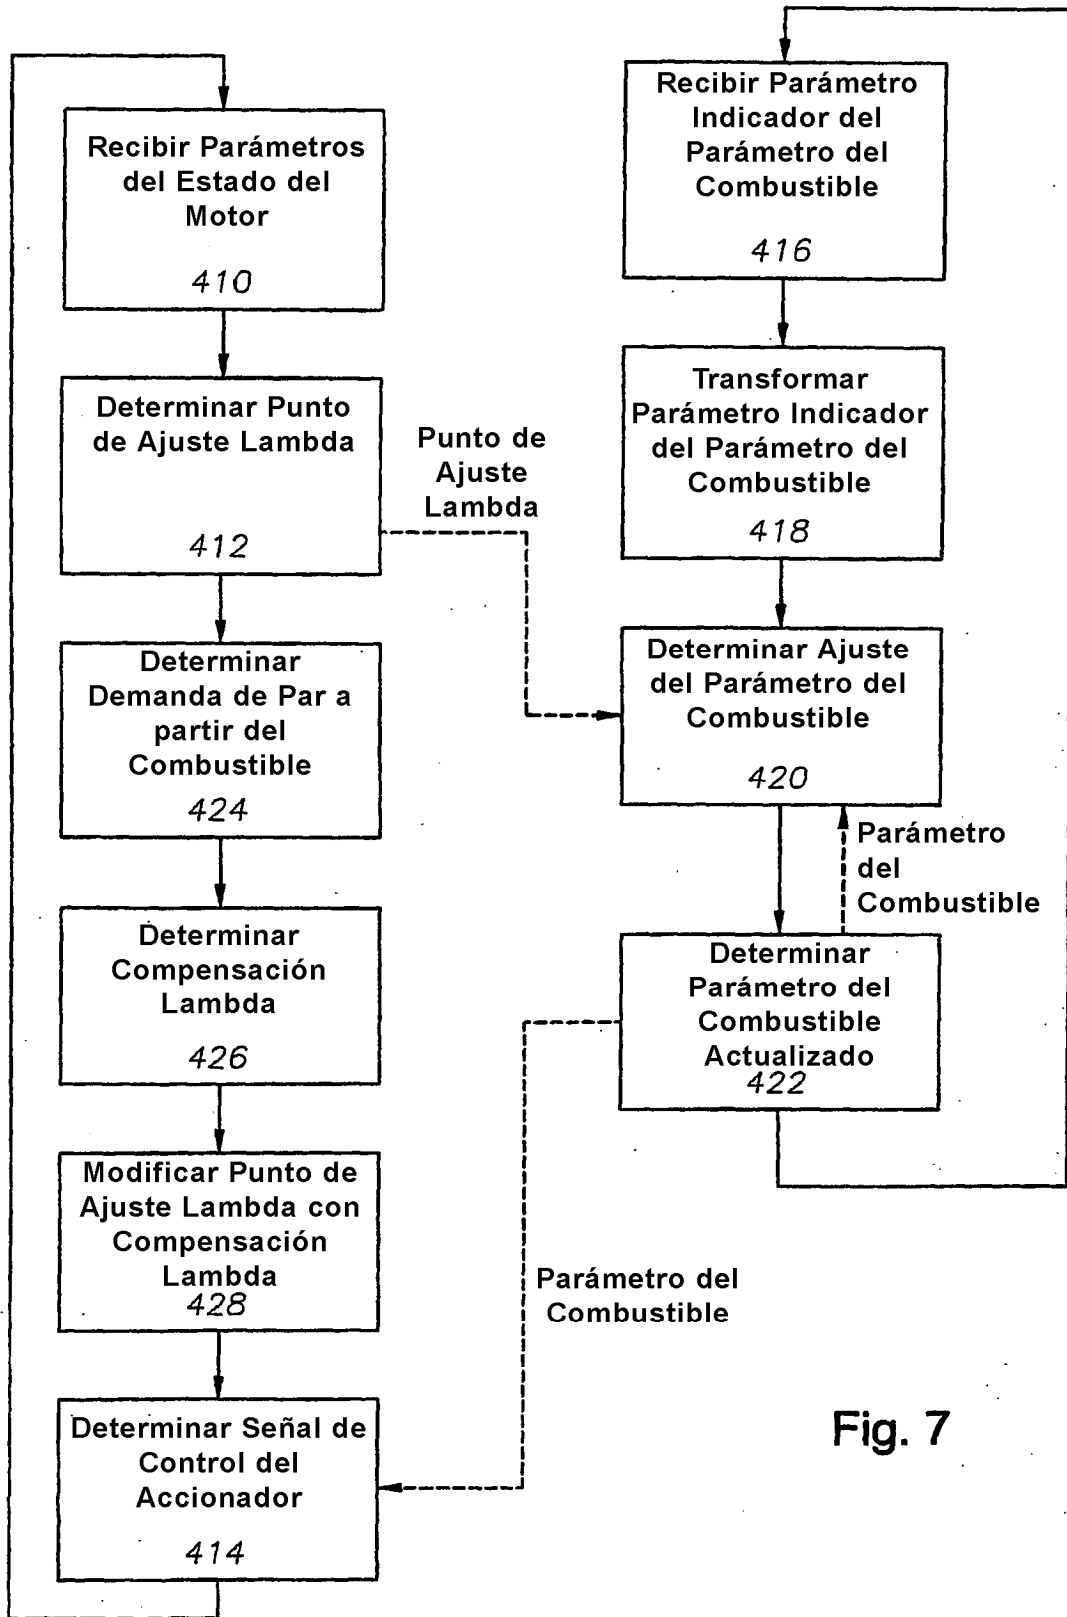 Recibir Parámetros
del Estado del
Motor
410
Determinar Punto
de Ajuste Lambda
412
Determinar
Demanda de Par a
partir del
Combustible
424
Determinar
Compensación
Lambda
426
Modificar Punto de
Ajuste Lambda con
Compensación
Lambda
428
Determinar Señal de
Control del
Accionador
414
Punto de
Ajuste
Lambda
Recibir Parámetro
Indicador del
Parámetro del
Combustible
416
Transformar
Parámetro Indicador
del Parámetro del
Combustible
418
Determinar Ajuste
del Parámetro del
Combustible
420
Parámetro
del
Combustible
Determinar
Parámetro del
Combustible
Actualizado
422
Parámetro del
Combustible
Fig. 7